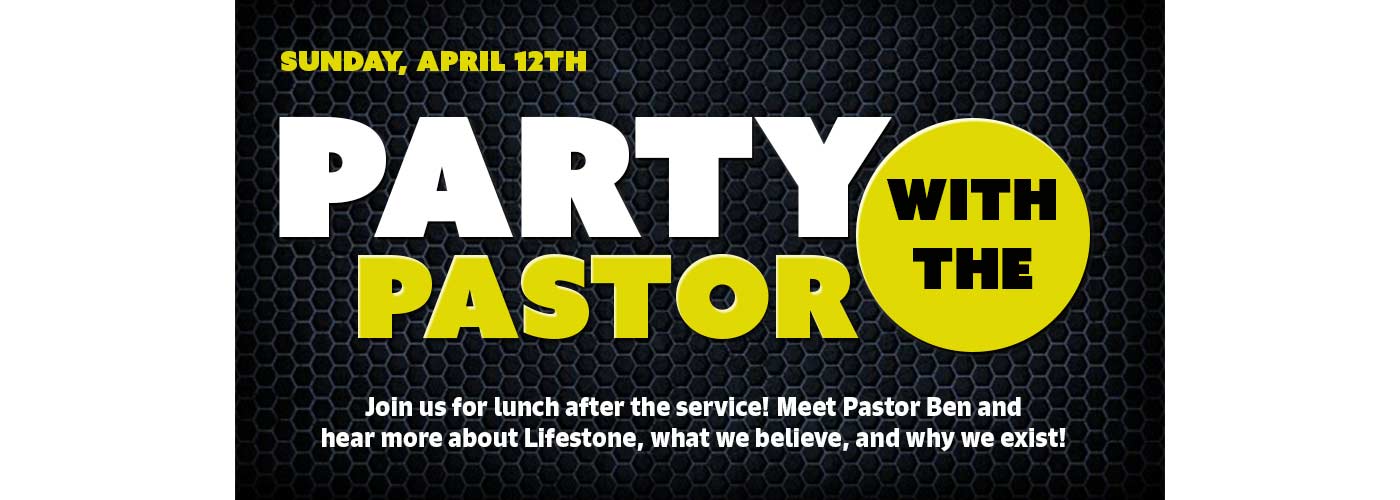 SUNDAY, APRIL 12TH
PARTY
WITH
THE
PASTOR
Join us for lunch after the service! Meet Pastor Ben and
hear more about Lifestone, what we believe, and why we exist!